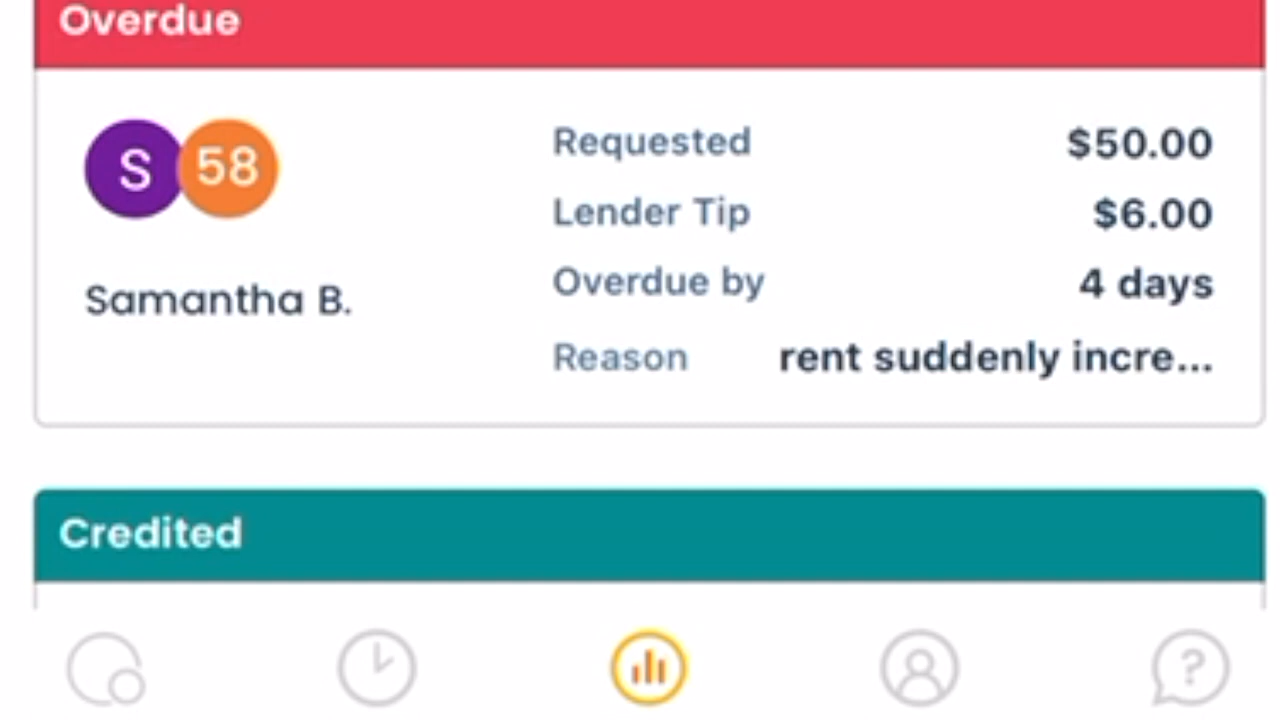 Overdue
S 58
Samantha B.
Requested $50.00
Lender Tip $6.00
Overdue by 4 days
Reason rent suddenly incre...
Credited
?